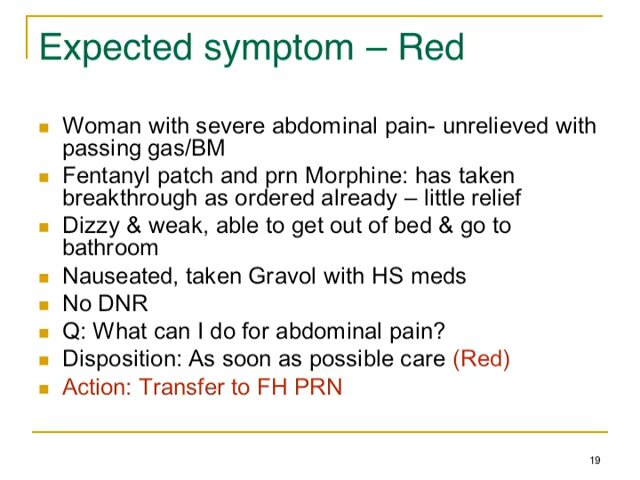 Expected symptom – Red
Woman with severe abdominal pain- unrelieved with
passing gas/BM
Fentanyl patch and prn Morphine: has taken
breakthrough as ordered already – little relief
Dizzy & weak, able to get out of bed & go to
bathroom
Nauseated, taken Gravol with HS meds
No DNR
Q: What can I do for abdominal pain?
Disposition: As soon as possible care (Red)
Action: Transfer to FH PRN
19